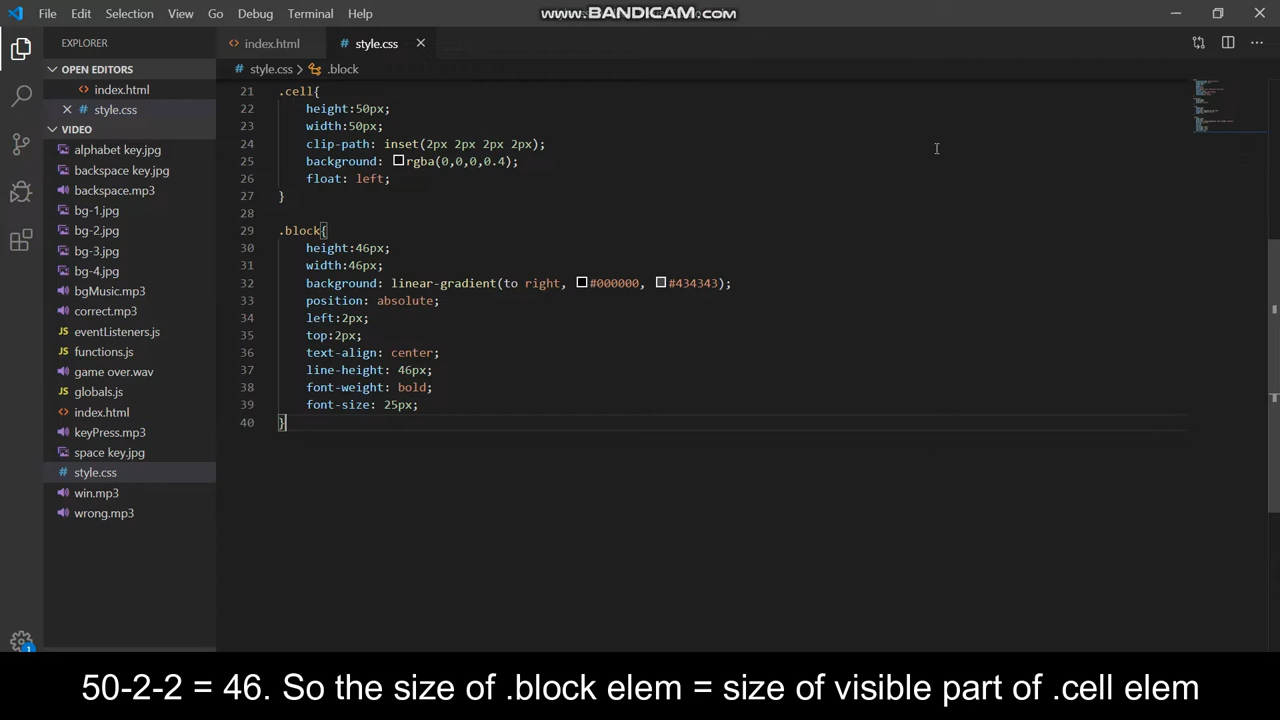 File Edit Selection View Go Debug Terminal Help
www.BANDICAM.com
EXPLORER
index.html
style.css
OPEN EDITORS
index.html
style.css
VIDEO
alphabet key.jpg
backspace key.jpg
backspace.mp3
bg-1.jpg
bg-2.jpg
bg-3.jpg
bg-4.jpg
bgMusic.mp3
correct.mp3
JS eventListeners.js
JS functions.js
game over.wav
JS globals.js
index.html
keyPress.mp3
space key.jpg
style.css
win.mp3
wrong.mp3
1
style.css > .block
21 .cell{
22 height:50px;
23 width:50px;
24 clip-path: inset(2px 2px 2px 2px);
25 background: rgba(0,0,0,0.4);
26 float: left;
27 }
28
29 .block{
30 height:46px;
31 width:46px;
32 background: linear-gradient(to right, #000000, #434343);
33 position: absolute;
34 left:2px;
35 top:2px;
36 text-align: center;
37 line-height: 46px;
38 font-weight: bold;
39 font-size: 25px;
40 }
50-2-2 = 46. So the size of .block elem = size of visible part of .cell elem